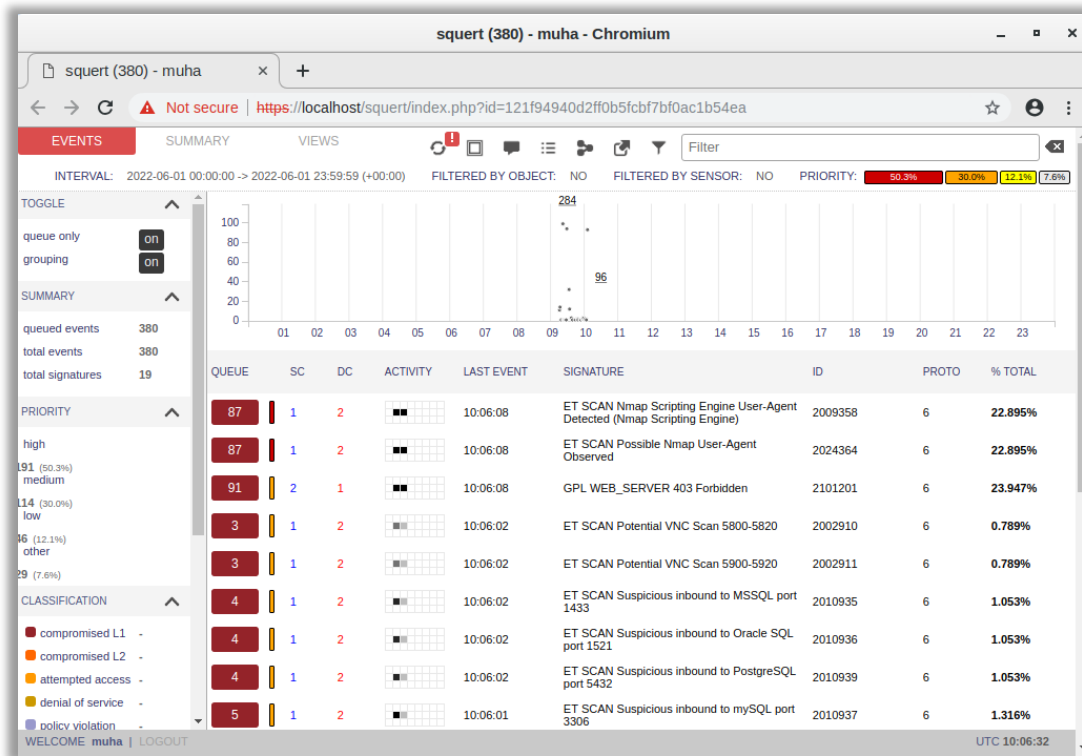 squert (380) - muha - Chromium
squert (380) - muha
Not secure | https://localhost/squert/index.php?id=121f94940d2ff0b5fcbf7bf0ac1b54ea
EVENTS SUMMARY VIEWS ! Filter
INTERVAL: 2022-06-01 00:00:00 -> 2022-06-01 23:59:59 (+00:00) FILTERED BY OBJECT: NO FILTERED BY SENSOR: NO PRIORITY: 50.3% 30.0% 12.1% 7.6%
TOGGLE
queue only on
grouping on
SUMMARY
queued events 380
total events 380
total signatures 19
PRIORITY
high
191 (50.3%)
medium
114 (30.0%)
low
46 (12.1%)
other
29 (7.6%)
CLASSIFICATION
compromised L1 -
compromised L2 -
attempted access -
denial of service -
policy violation -
284
100
80
60
96
40
20
0
01 02 03 04 05 06 07 08 09 10 11 12 13 14 15 16 17 18 19 20 21 22 23
QUEUE SC DC ACTIVITY LAST EVENT SIGNATURE ID PROTO % TOTAL
87 1 2 10:06:08 ET SCAN Nmap Scripting Engine User-Agent
Detected (Nmap Scripting Engine) 2009358 6 22.895%
87 1 2 10:06:08 ET SCAN Possible Nmap User-Agent
Observed 2024364 6 22.895%
91 2 1 10:06:08 GPL WEB_SERVER 403 Forbidden 2101201 6 23.947%
3 1 2 10:06:02 ET SCAN Potential VNC Scan 5800-5820 2002910 6 0.789%
3 1 2 10:06:02 ET SCAN Potential VNC Scan 5900-5920 2002911 6 0.789%
4 1 2 10:06:02 ET SCAN Suspicious inbound to MSSQL port
1433 2010935 6 1.053%
4 1 2 10:06:02 ET SCAN Suspicious inbound to Oracle SQL
port 1521 2010936 6 1.053%
4 1 2 10:06:02 ET SCAN Suspicious inbound to PostgreSQL
port 5432 2010939 6 1.053%
5 1 2 10:06:01 ET SCAN Suspicious inbound to mySQL port
3306 2010937 6 1.316%
WELCOME muha | LOGOUT UTC 10:06:32